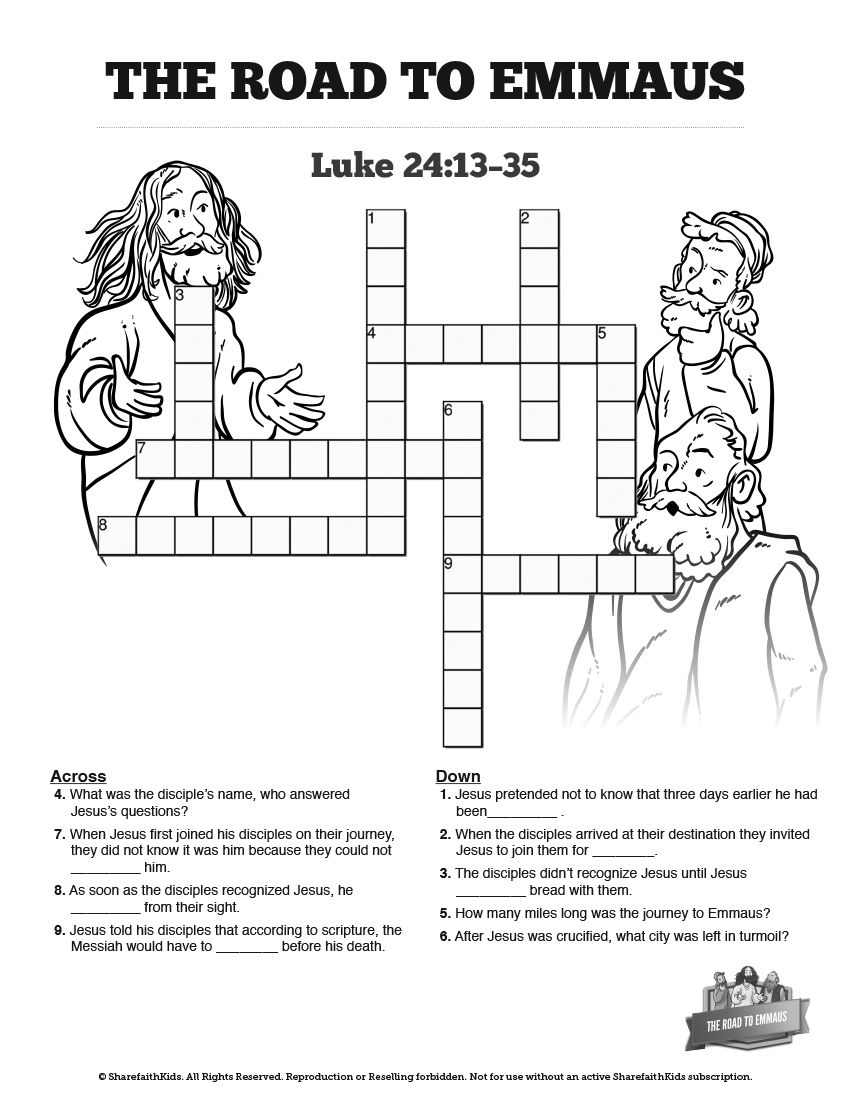 THE ROAD TO EMMAUS
Luke 24:13-35
1
2
3
4
5
6
7
8
9
Across
4. What was the disciple’s name, who answered
Jesus’s questions?
7. When Jesus first joined his disciples on their journey,
they did not know it was him because they could not
_________ him.
8. As soon as the disciples recognized Jesus, he
_________ from their sight.
9. Jesus told his disciples that according to scripture, the
Messiah would have to ________ before his death.
Down
1. Jesus pretended not to know that three days earlier he had
been_________ .
2. When the disciples arrived at their destination they invited
Jesus to join them for ________.
3. The disciples didn’t recognize Jesus until Jesus
_________ bread with them.
5. How many miles long was the journey to Emmaus?
6. After Jesus was crucified, what city was left in turmoil?
THE ROAD TO EMMAUS
© SharefaithKids. All Rights Reserved. Reproduction or Reselling forbidden. Not for use without an active SharefaithKids subscription.